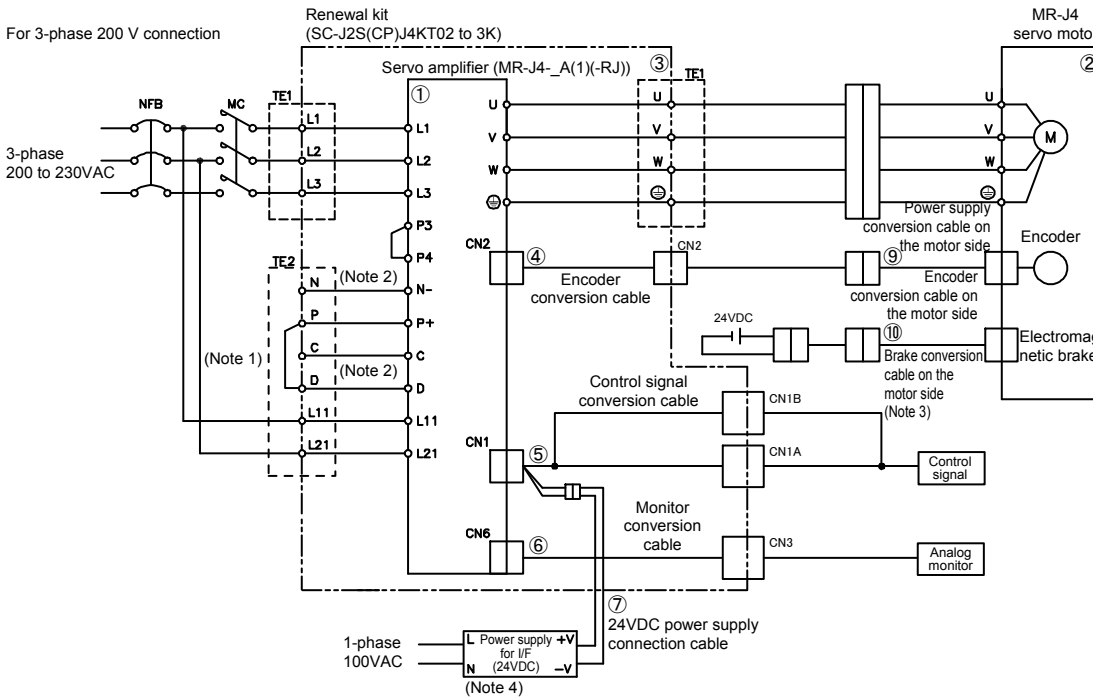 For 3-phase 200 V connection
Renewal kit
(SC-J2S(CP)J4KT02 to 3K)
MR-J4
servo moto
Servo amplifier (MR-J4-_A(1)(-RJ))
①
③
②
TE1
TE1
NFB
MC
3-phase
200 to 230VAC
L1
L2
L3
L1
L2
L3
U
V
W
U
V
W
U
V
W
M
P3
P4
TE2
N
(Note 2)
N-
P
P+
(Note 1)
C
(Note 2)
C
D
D
L11
L11
L21
L21
CN2
④
Encoder
conversion cable
CN2
Power supply
conversion cable on
the motor side
⑨
Encoder
conversion cable on
the motor side
Encoder
24VDC
⑩
Brake conversion
cable on the
motor side
(Note 3)
Electromag
netic brake
Control signal
conversion cable
CN1B
CN1
⑤
CN1A
Control
signal
Monitor
conversion
cable
CN6
⑥
CN3
Analog
monitor
⑦
24VDC power supply
connection cable
1-phase
100VAC
L
N
Power supply
for I/F
(24VDC)
+V
-V
(Note 4)